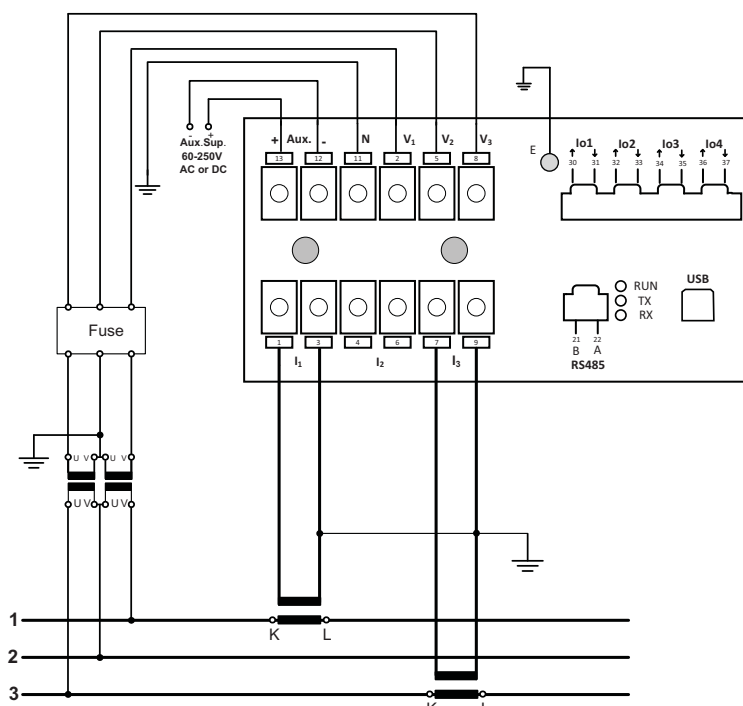 Io1 Io2 Io3 Io4
30 31 32 33 34 35 36 37
E
- +
Aux.Sup.
60-250V
AC or DC
+ Aux. - N V₁ V₂ V₃
13 12 11 2 5 8
RUN
TX
RX
USB
21 22
B A
RS485
Fuse
1 3 4 6 7 9
I₁ I₂ I₃
U V U V
U V U V
1
K L
2
3
K L